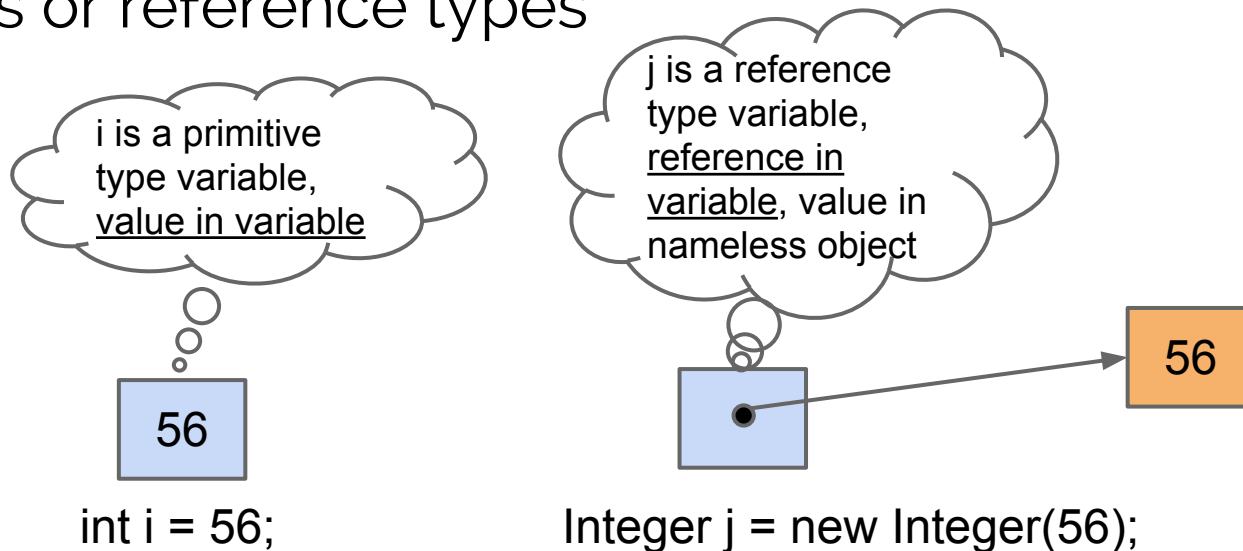 s or reference types
i is a primitive
type variable,
value in variable
j is a reference
type variable,
reference in
variable, value in
nameless object
56
56
int i = 56;
Integer j = new Integer(56);